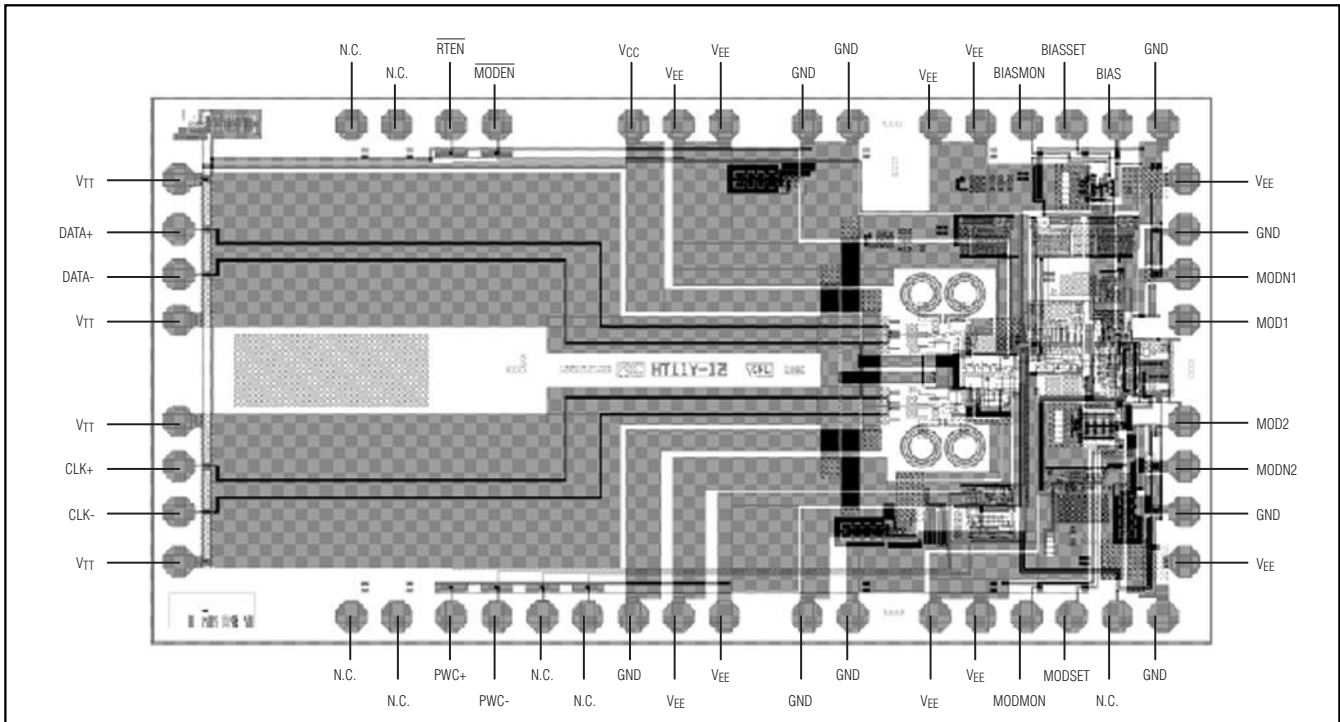 N.C.
N.C.
RTEN
MODEN
VCC
VEE
VEE
GND
GND
VEE
VEE
BIASMON
BIASSET
BIAS
GND
VTT
DATA+
DATA-
VTT
VTT
CLK+
CLK-
VTT
HT11Y-1Z
VEE
GND
MODN1
MOD1
MOD2
MODN2
GND
VEE
N.C.
N.C.
PWC+
PWC-
N.C.
N.C.
GND
VEE
VEE
GND
GND
VEE
VEE
MODMON
MODSET
N.C.
GND